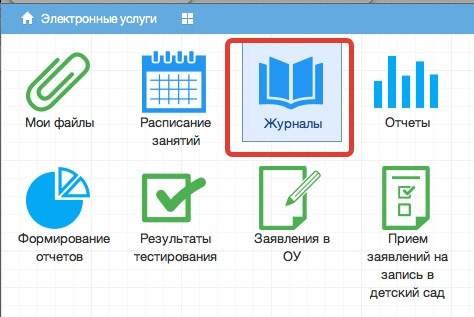 Электронные услуги
Мои файлы
Расписание
занятий
Журналы
Отчеты
Формирование
отчетов
Результаты
тестирования
Заявления в
ОУ
Прием
заявлений на
запись в
детский сад